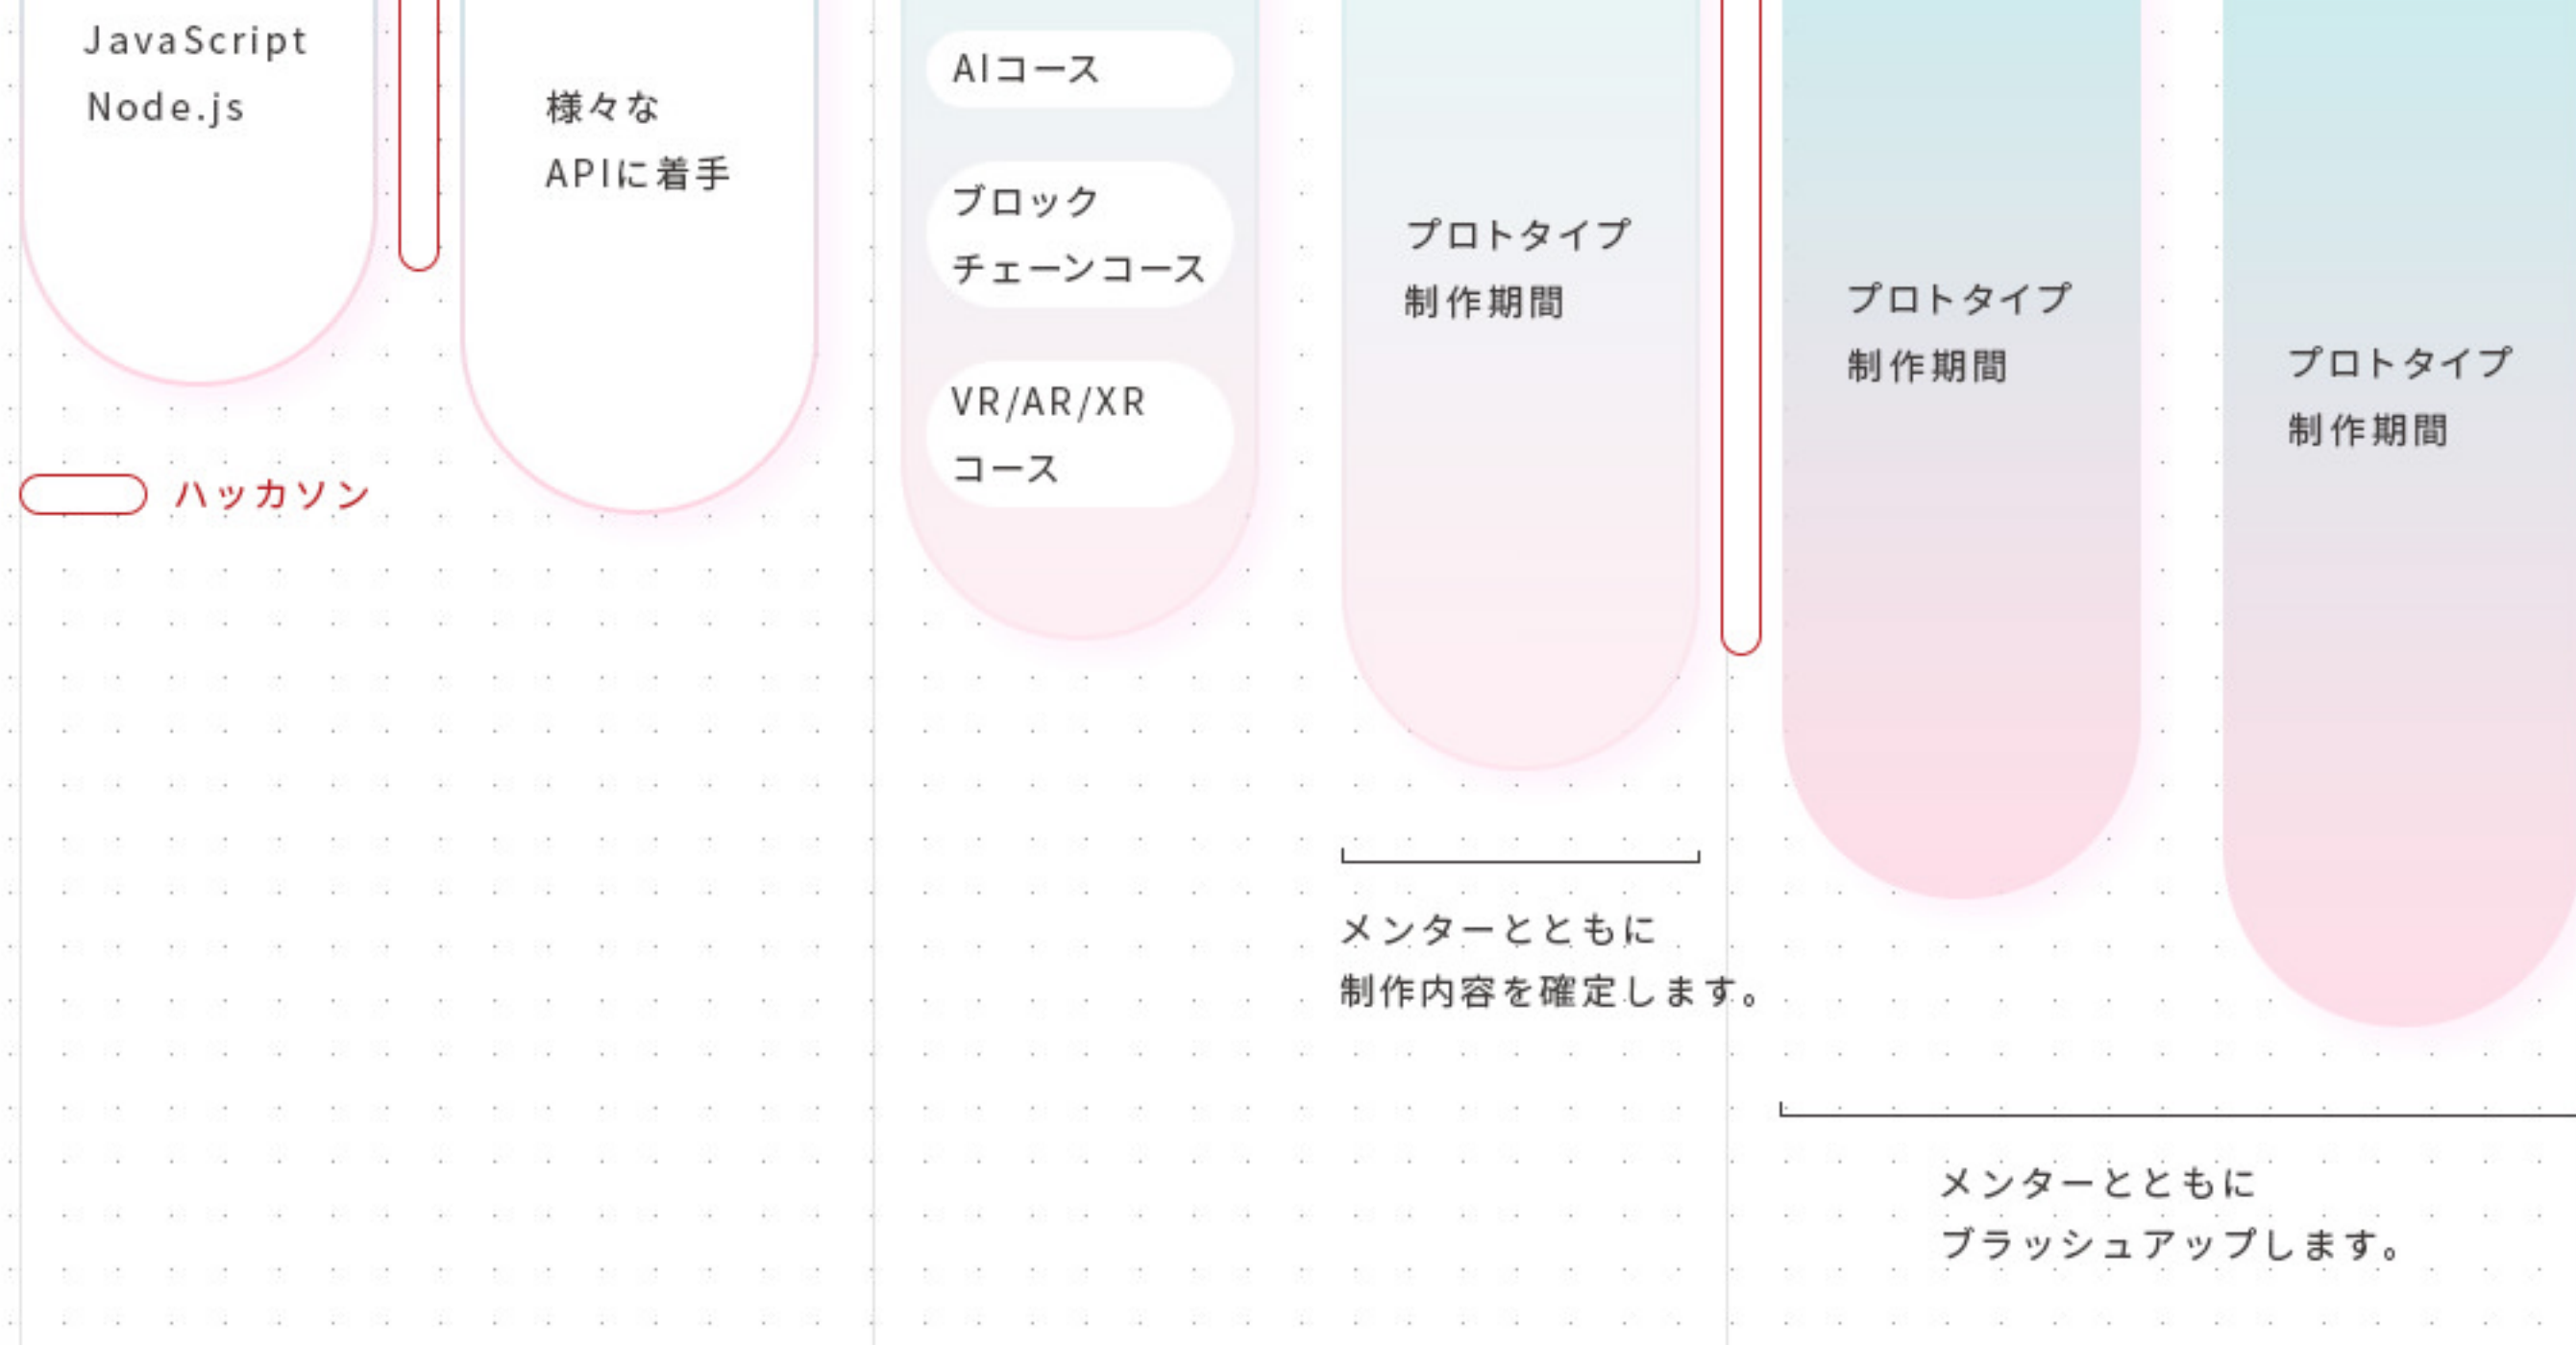 JavaScript
Node.js
ハッカソン
様々な
APIに着手
AIコース
ブロック
チェーンコース
VR/AR/XR
コース
プロトタイプ
制作期間
メンターとともに
制作内容を確定します。
プロトタイプ
制作期間
プロトタイプ
制作期間
メンターとともに
ブラッシュアップします。